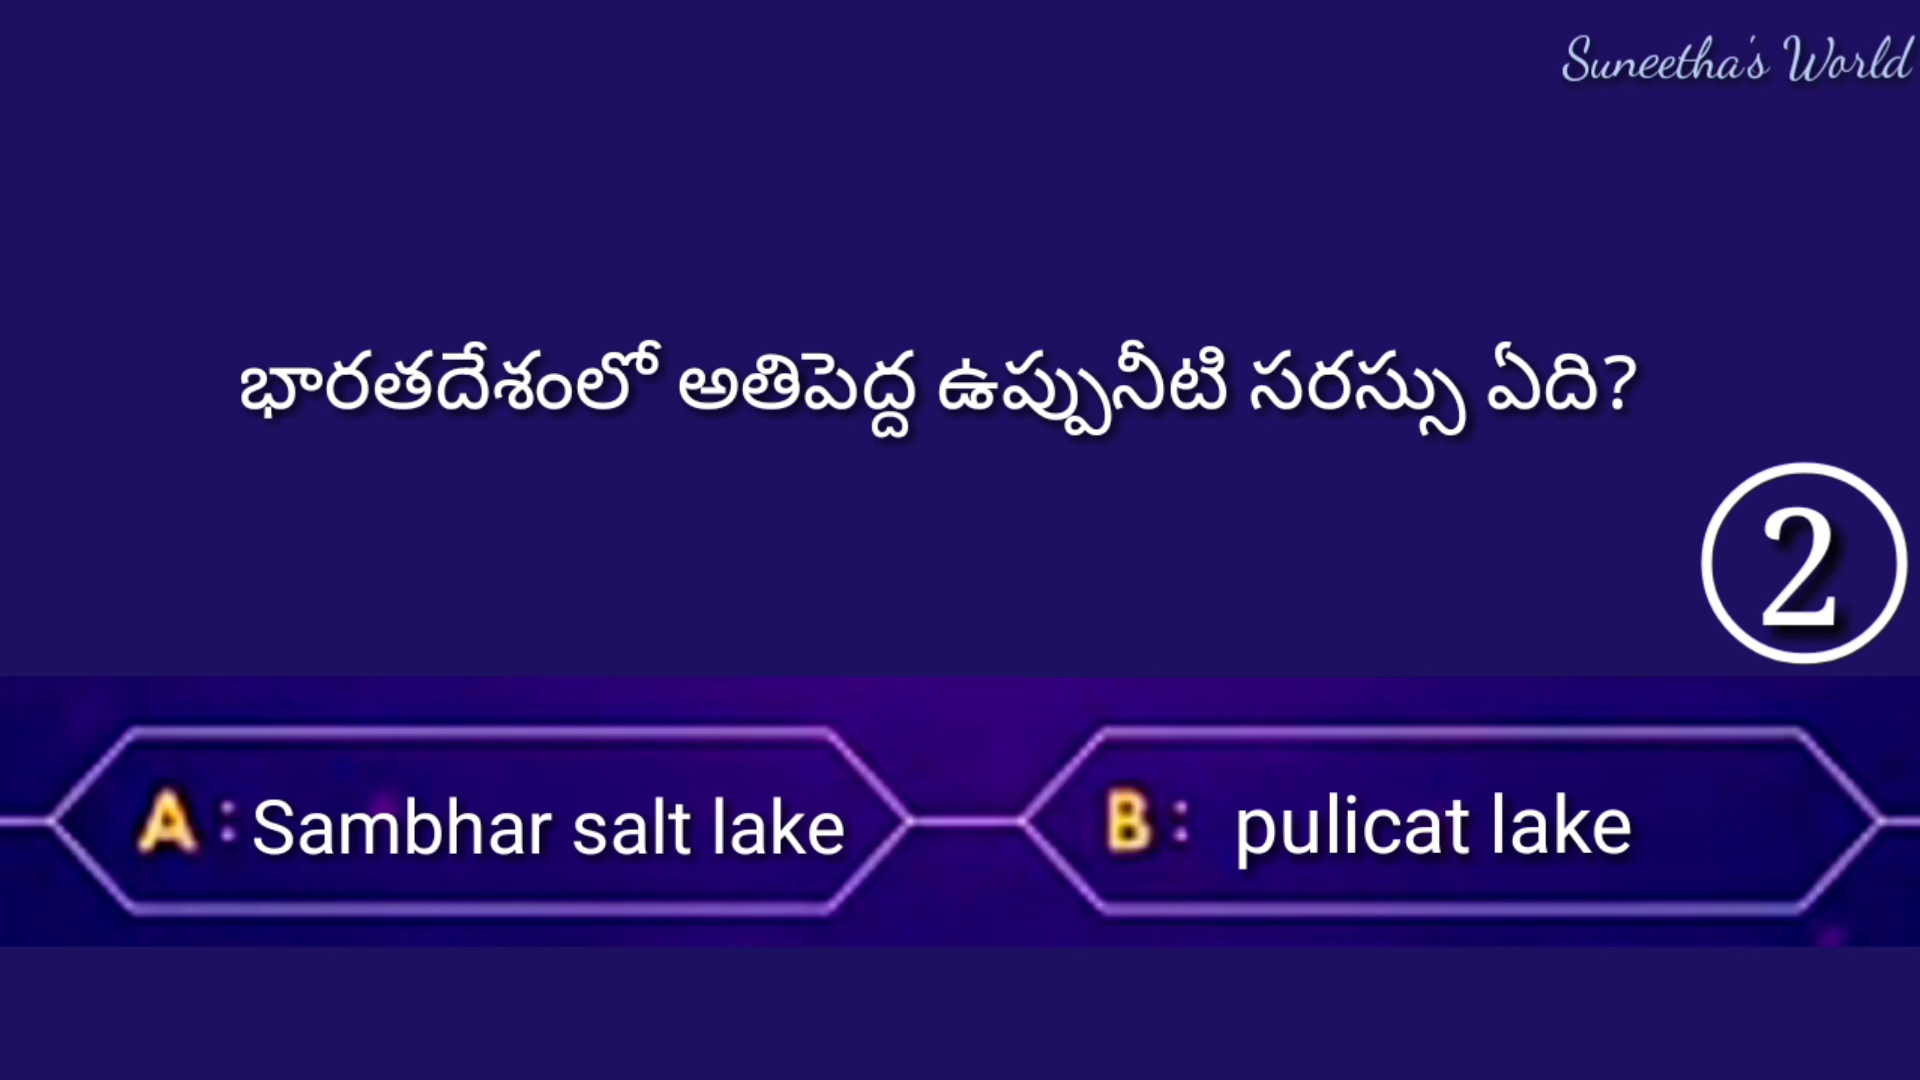 Suneetha's World
భారతదేశంలో అతిపెద్ద ఉప్పునీటి సరస్సు ఏది?
2
A : Sambhar salt lake
B : pulicat lake